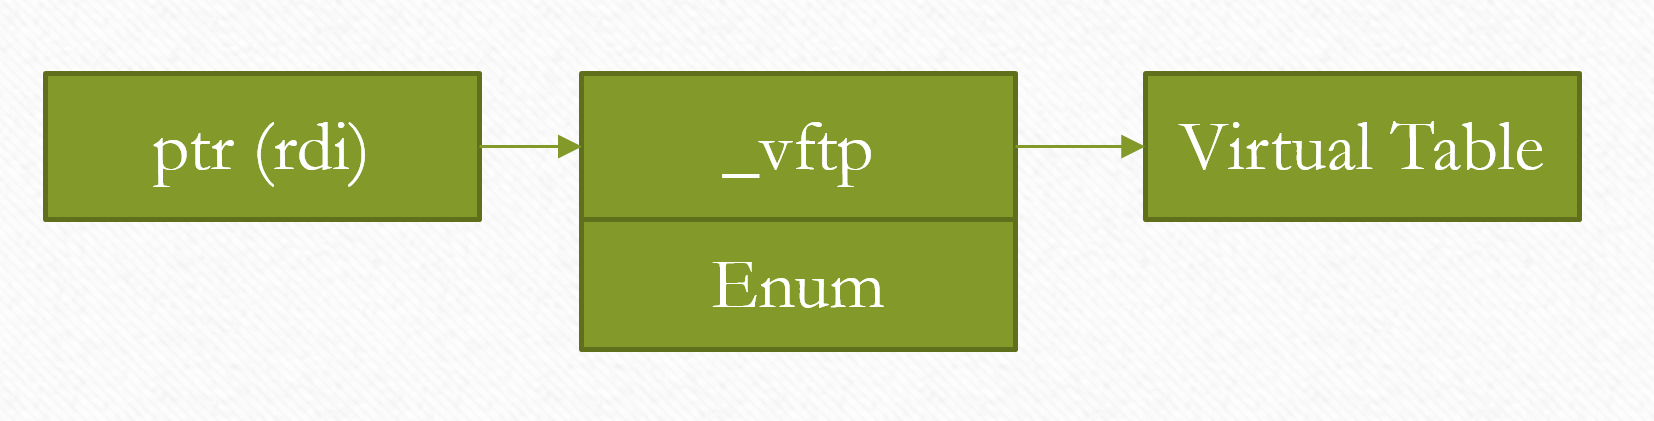 ptr (rdi)
_vftp
Virtual Table
Enum